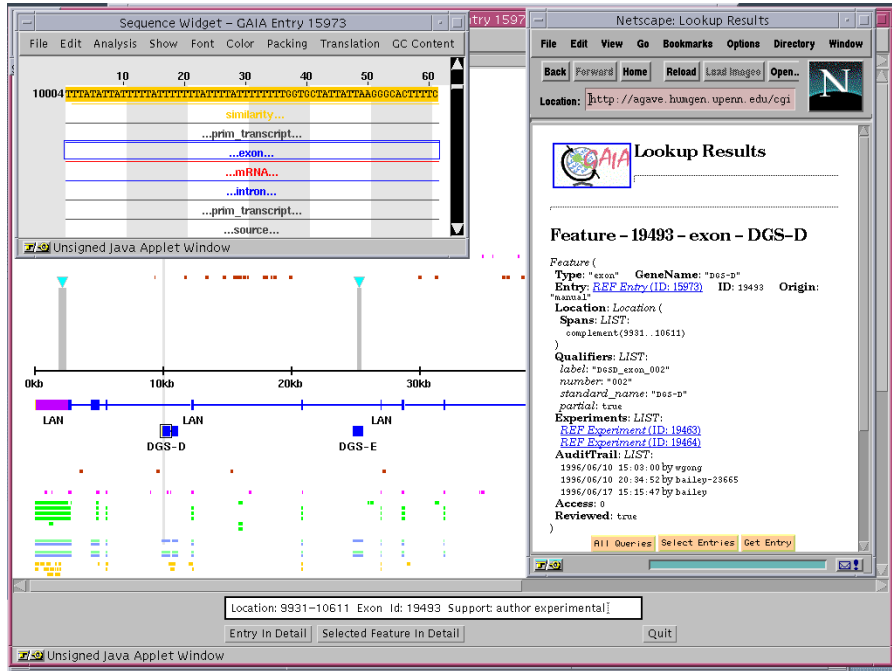 Sequence Widget – GAIA Entry 15973
File Edit Analysis Show Font Color Packing Translation GC Content
10 20 30 40 50 60
10004
similarity...
...prim_transcript...
...exon...
...mRNA...
...intron...
...prim_transcript...
...source...
Unsigned Java Applet Window
try 1597
0kb 10kb 20kb 30kb
LAN LAN LAN
DGS-D DGS-E
Netscape: Lookup Results
File Edit View Go Bookmarks Options Directory Window
Back Forward Home Reload Load Images Open..
N
Location: http://agave.humgen.upenn.edu/cgi
GAIA Lookup Results
Feature – 19493 – exon – DGS-D
Feature (
Type: "exon" GeneName: "DGS-D"
Entry: REF Entry (ID: 15973) ID: 19493 Origin:
"manual"
Location: Location (
Spans: LIST:
complement(9931..10611)
)
Qualifiers: LIST:
label: "DGSD_exon_002"
number: "002"
standard_name: "DGS-D"
partial: true
Experiments: LIST:
REF Experiment (ID: 19463)
REF Experiment (ID: 19464)
AuditTrail: LIST:
1996/06/10 15:03:00 by wgong
1996/06/10 20:34:52 by bailey-23665
1996/06/17 15:15:47 by bailey
Access: 0
Reviewed: true
)
All Queries Select Entries Get Entry
Location: 9931-10611 Exon Id: 19493 Support: author experimental
Entry In Detail Selected Feature In Detail Quit
Unsigned Java Applet Window